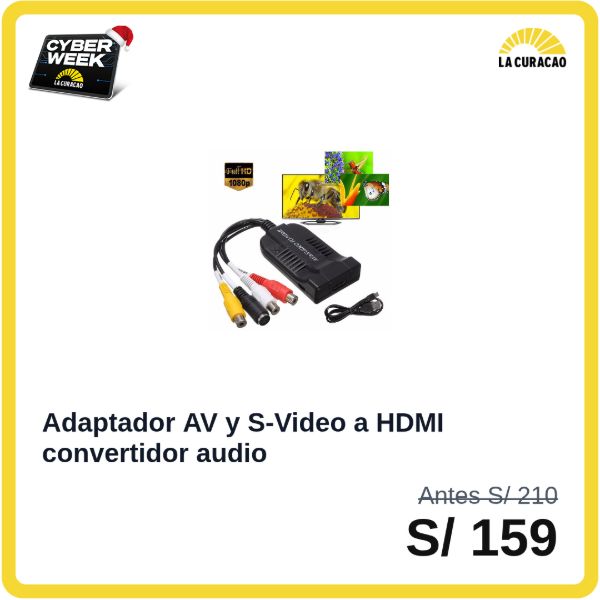 CYBER
WEEK
LA CURACAO
LA CURACAO
Full HD
1080p
Adaptador AV y S-Video a HDMI
convertidor audio
Antes S/ 210
S/ 159